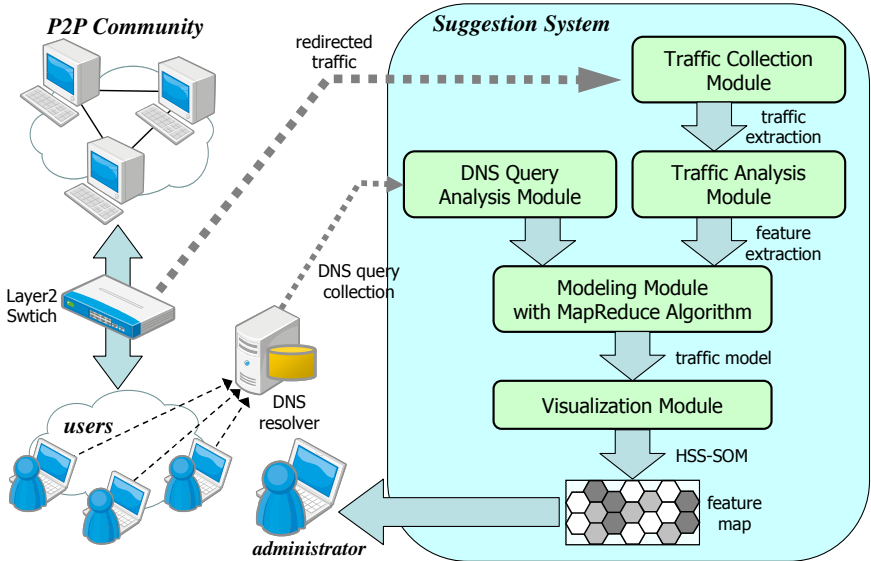 P2P Community
redirected
traffic
Suggestion System
Traffic Collection
Module
traffic
extraction
DNS Query
Analysis Module
Traffic Analysis
Module
feature
extraction
DNS query
collection
Layer2
Swtich
Modeling Module
with MapReduce Algorithm
traffic model
DNS
resolver
Visualization Module
users
HSS-SOM
feature
map
administrator